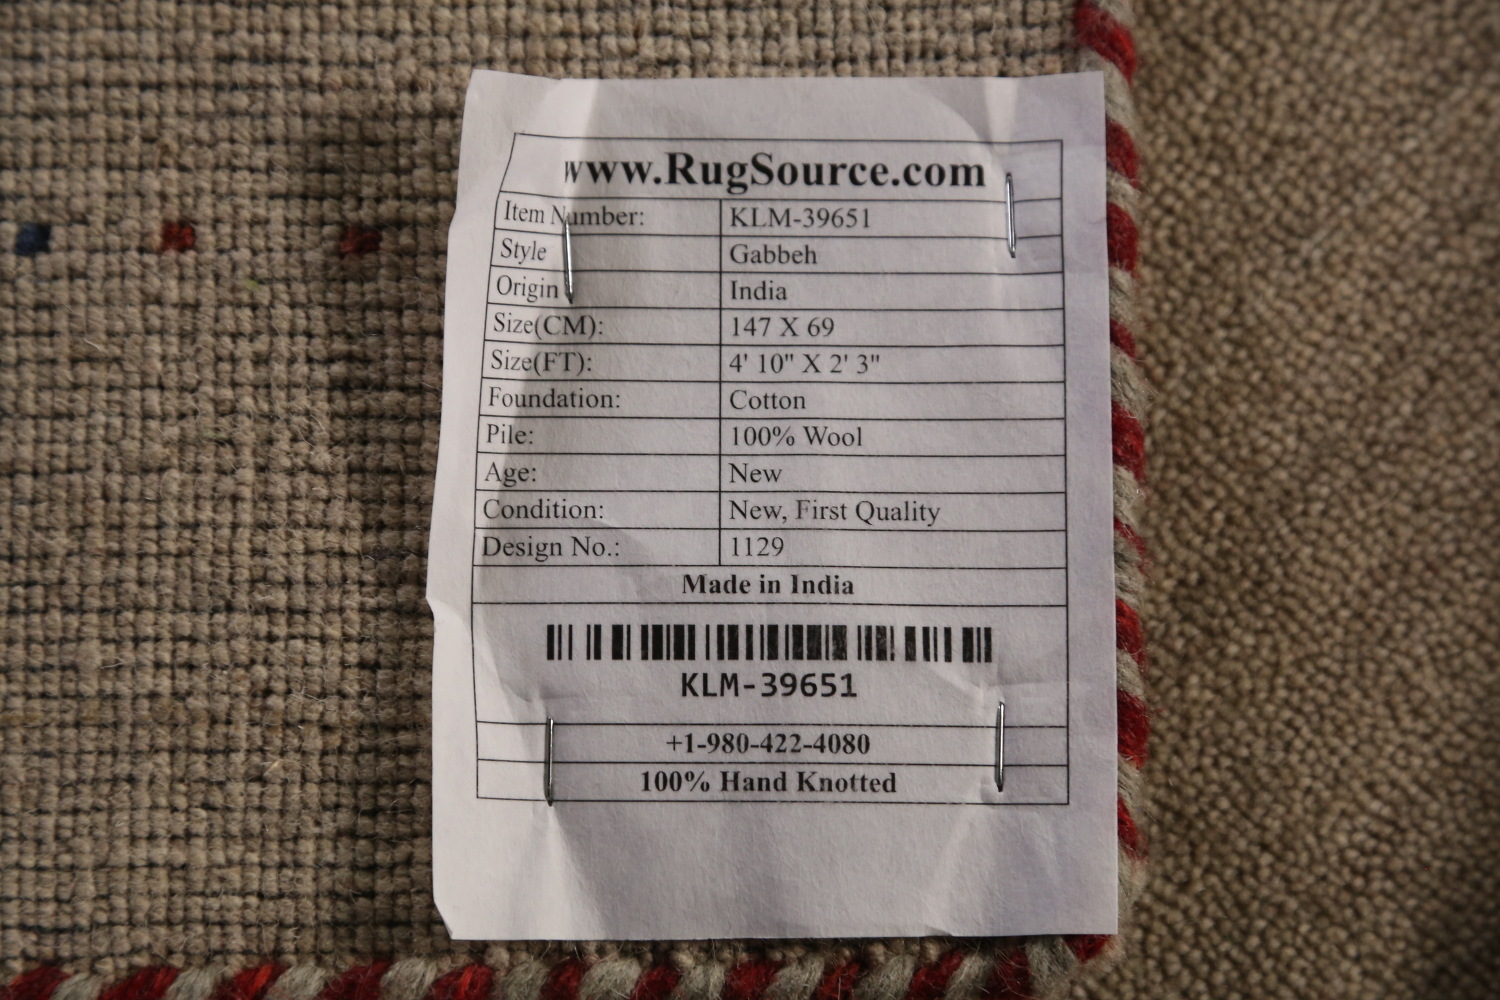 www.RugSource.com
Item Number: KLM-39651
Style Gabbeh
Origin India
Size(CM): 147 X 69
Size(FT): 4' 10" X 2' 3"
Foundation: Cotton
Pile: 100% Wool
Age: New
Condition: New, First Quality
Design No.: 1129
Made in India
KLM-39651
+1-980-422-4080
100% Hand Knotted